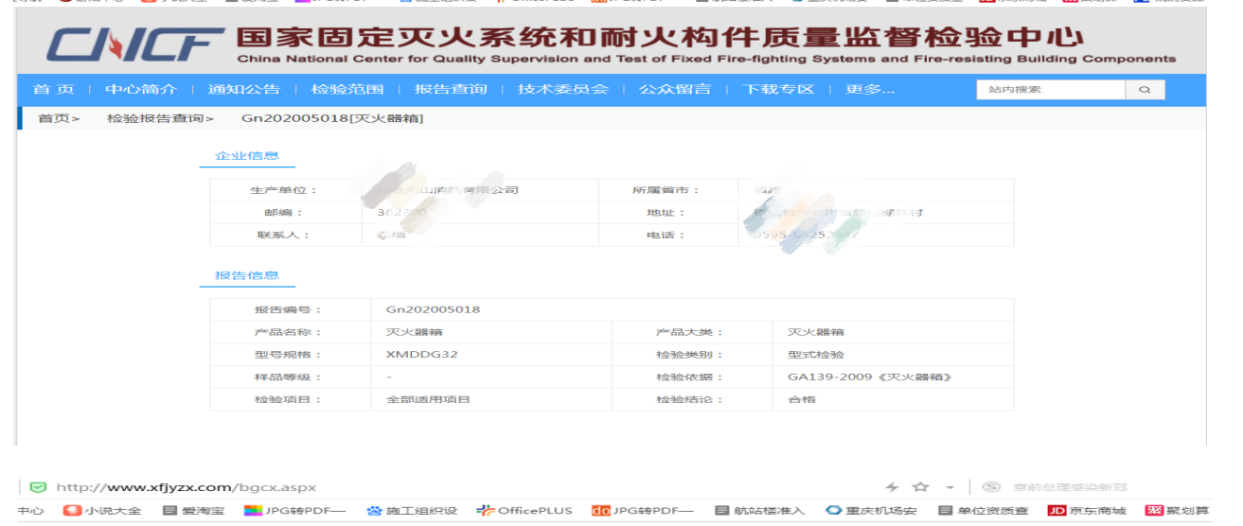 CNCF 国家固定灭火系统和耐火构件质量监督检验中心
China National Center for Quality Supervision and Test of Fixed Fire-fighting Systems and Fire-resisting Building Components
首页 | 中心简介 | 通知公告 | 检验范围 | 报告查询 | 技术委员会 | 公众留言 | 下载专区 | 更多... 站内搜索
首页> 检验报告查询> Gn202005018[灭火器箱]
企业信息
生产单位: 有限公司 所属省市:
邮编: 地址:
联系人: 电话:
报告信息
报告编号: Gn202005018
产品名称: 灭火器箱 产品大类: 灭火器箱
型号规格: XMDDG32 检验类别: 型式检验
样品等级: - 检验依据: GA139-2009《灭火器箱》
检验项目: 全部适用项目 检验结论: 合格
http://www.xfjyzx.com/bgcx.aspx 章前总理感染新冠
中心 小说大全 爱淘宝 JPG转PDF— 施工组织设 OfficePLUS JPG转PDF— 航站楼准入 重庆机场安 单位资质查 JD 京东商城 聚 聚划算